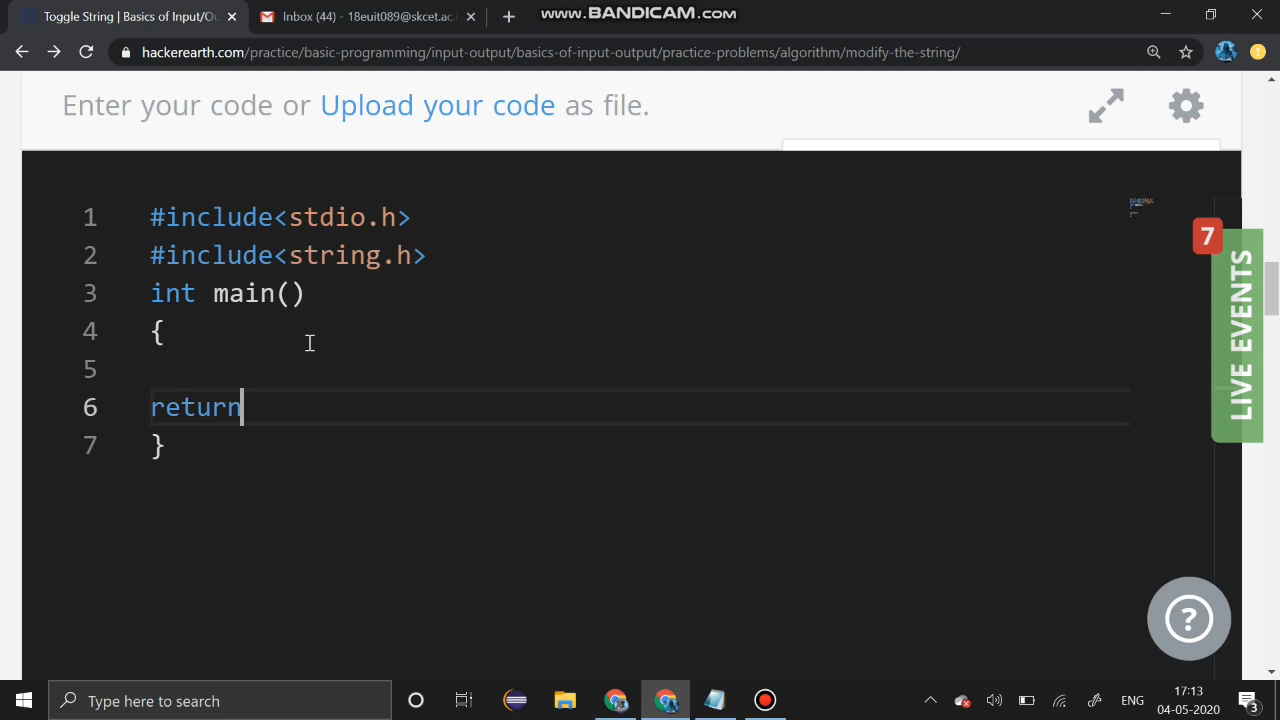 Toggle String | Basics of Input/Ou
Inbox (44) - 18euit089@skcet.ac.i
www.BANDICAM.com
hackerearth.com/practice/basic-programming/input-output/basics-of-input-output/practice-problems/algorithm/modify-the-string/
Enter your code or Upload your code as file.
1 #include<stdio.h>
2 #include<string.h>
3 int main()
4 {
5
6 return
7 }
7
LIVE EVENTS
?
Type here to search
ENG
17:13
04-05-2020
3